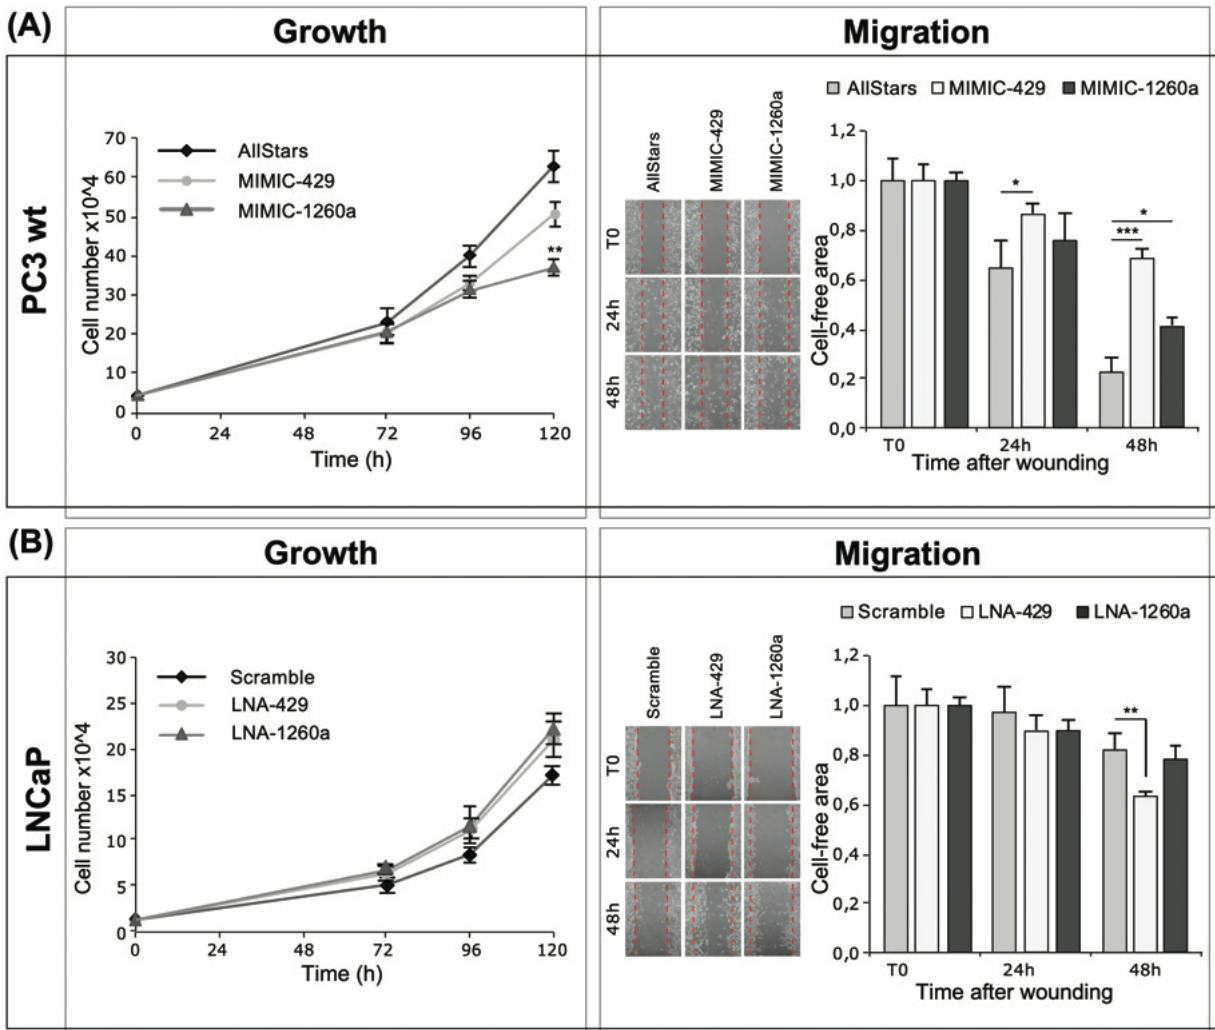 (A)
Growth
Migration
PC3 wt
Cell number x10^4
70
60
50
40
30
20
10
0
AllStars
MIMIC-429
MIMIC-1260a
**
0 24 48 72 96 120
Time (h)
AllStars
MIMIC-429
MIMIC-1260a
T0
24h
48h
AllStars MIMIC-429 MIMIC-1260a
Cell-free area
1,2
1,0
0,8
0,6
0,4
0,2
0,0
*
*
***
T0 24h 48h
Time after wounding
(B)
Growth
Migration
LNCaP
Cell number x10^4
30
25
20
15
10
5
0
Scramble
LNA-429
LNA-1260a
0 24 48 72 96 120
Time (h)
Scramble
LNA-429
LNA-1260a
T0
24h
48h
Scramble LNA-429 LNA-1260a
Cell-free area
1,2
1,0
0,8
0,6
0,4
0,2
0,0
**
T0 24h 48h
Time after wounding